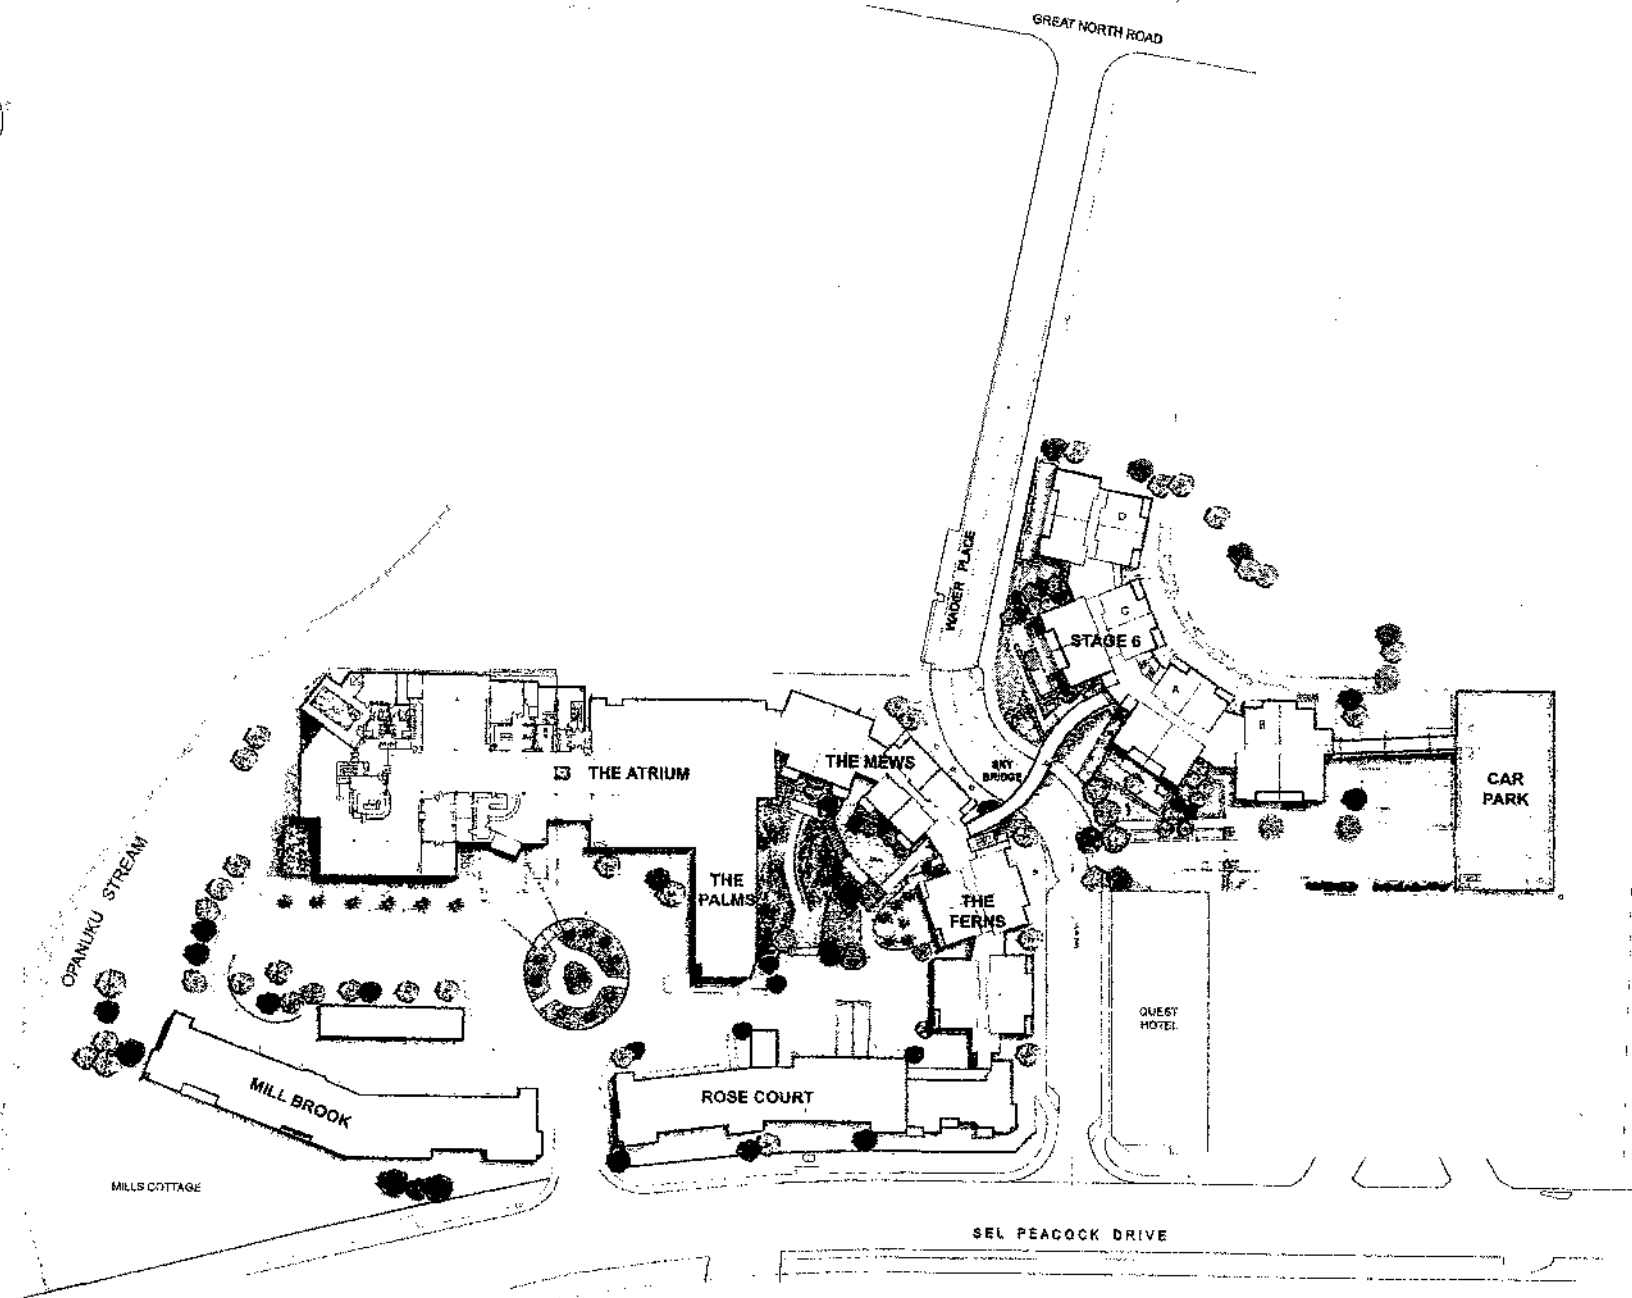 GREAT NORTH ROAD
WADIER PLACE
D
C
STAGE 6
A
B
THE ATRIUM
THE MEWS
SKY
BRIDGE
CAR
PARK
THE
PALMS
THE
FERNS
OPANUKU STREAM
QUEST
HOTEL
MILL BROOK
ROSE COURT
MILLS COTTAGE
SEL PEACOCK DRIVE